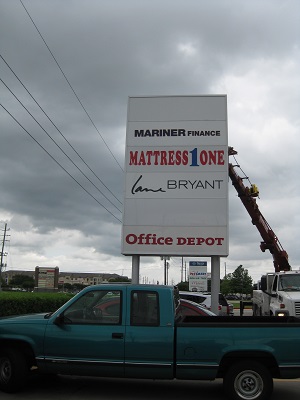 MARINER FINANCE
MATTRESS1ONE
Lane BRYANT
Office DEPOT